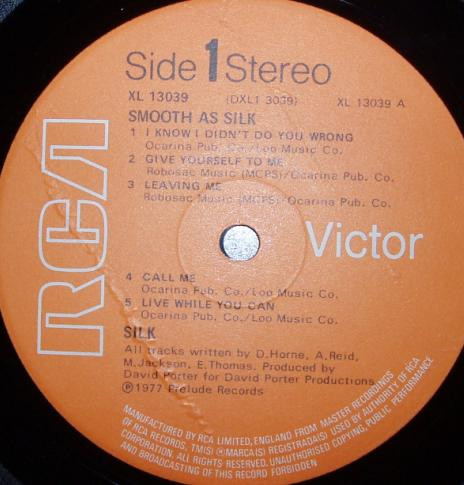 Side 1 Stereo
XL 13039 (DXL1 3039) XL 13039 A
SMOOTH AS SILK
1 I KNOW I DIDN'T DO YOU WRONG
Ocarina Pub. Co./Loo Music Co.
2 GIVE YOURSELF TO ME
Robosac Music (MCPS)/Ocarina Pub. Co.
3 LEAVING ME
Robosac Music (MCPS)/Ocarina Pub. Co.
RCA Victor
4 CALL ME
Ocarina Pub. Co./Loo Music Co.
5 LIVE WHILE YOU CAN
Ocarina Pub. Co./Loo Music Co.
SILK
All tracks written by D.Horne, A.Reid,
M.Jackson, E.Thomas. Produced by
David Porter for David Porter Productions
℗1977 Prelude Records
MANUFACTURED BY RCA LIMITED, ENGLAND FROM MASTER RECORDINGS
OF RCA RECORDS, TM(S) ® MARCA(S) REGISTRADA(S) USED BY AUTHORITY OF RCA
CORPORATION. ALL RIGHTS RESERVED. UNAUTHORISED COPYING, PUBLIC PERFORMANCE
AND BROADCASTING OF THIS RECORD FORBIDDEN